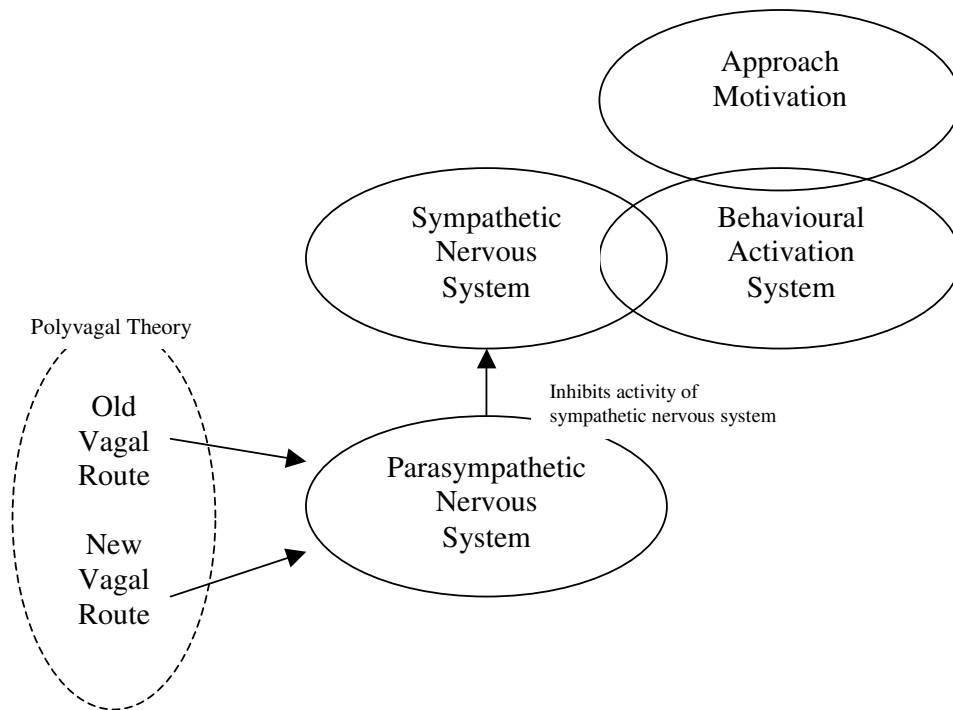 Approach
Motivation
Sympathetic
Nervous
System
Behavioural
Activation
System
Polyvagal Theory
Old
Vagal
Route
New
Vagal
Route
Inhibits activity of
sympathetic nervous system
Parasympathetic
Nervous
System